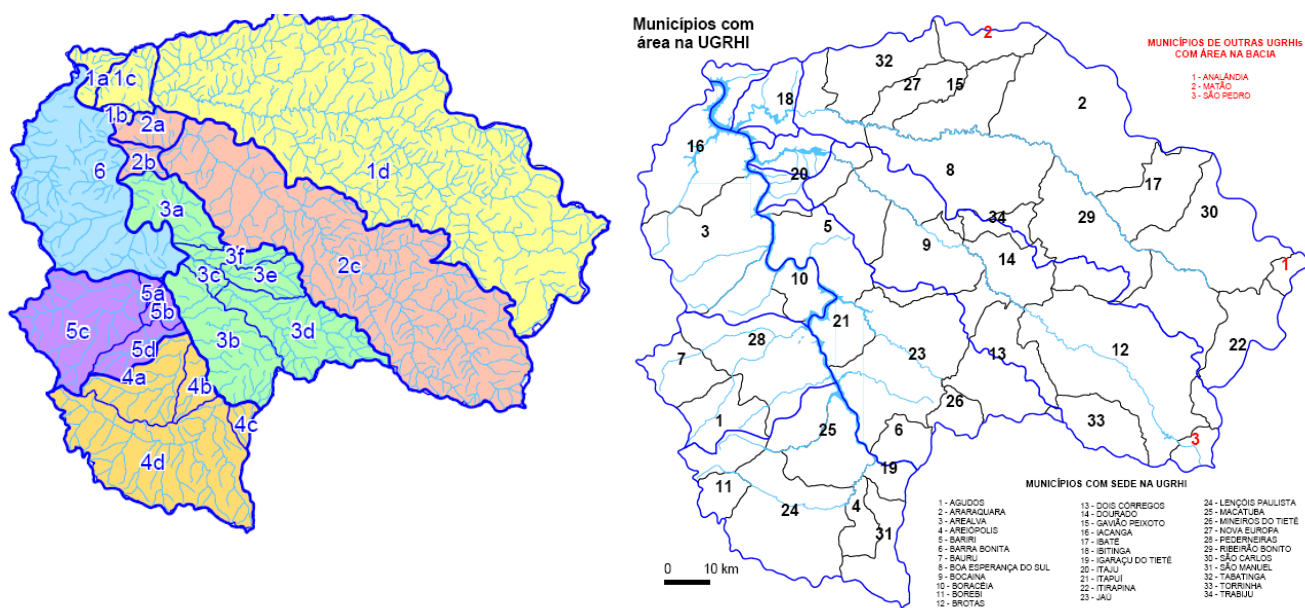 1a
1c
1b
2a
6
2b
1d
3a
3f
2c
3c
3e
5a
5b
5c
3d
3b
5d
4a
4b
4c
4d
Municípios com
área na UGRHI
MUNICÍPIOS DE OUTRAS UGRHIs
COM ÁREA NA BACIA
1 - ANALÂNDIA
2 - MATÃO
3 - SÃO PEDRO
2
32
27
15
18
2
16
8
20
17
30
34
29
3
5
9
14
1
10
21
28
7
23
13
12
22
26
1
25
6
33
3
19
11
24
4
31
0 10 km
MUNICÍPIOS COM SEDE NA UGRHI
1 - AGUDOS
2 - ARARAQUARA
3 - AREALVA
4 - AREIÓPOLIS
5 - BARIRI
6 - BARRA BONITA
7 - BAURU
8 - BOA ESPERANÇA DO SUL
9 - BOCAINA
10 - BORACÉIA
11 - BOREBI
12 - BROTAS
13 - DOIS CÓRREGOS
14 - DOURADO
15 - GAVIÃO PEIXOTO
16 - IACANGA
17 - IBATÉ
18 - IBITINGA
19 - IGARAÇU DO TIETÊ
20 - ITAJU
21 - ITAPUÍ
22 - ITIRAPINA
23 - JAÚ
24 - LENÇÓIS PAULISTA
25 - MACATUBA
26 - MINEIROS DO TIETÊ
27 - NOVA EUROPA
28 - PEDERNEIRAS
29 - RIBEIRÃO BONITO
30 - SÃO CARLOS
31 - SÃO MANUEL
32 - TABATINGA
33 - TORRINHA
34 - TRABIJU